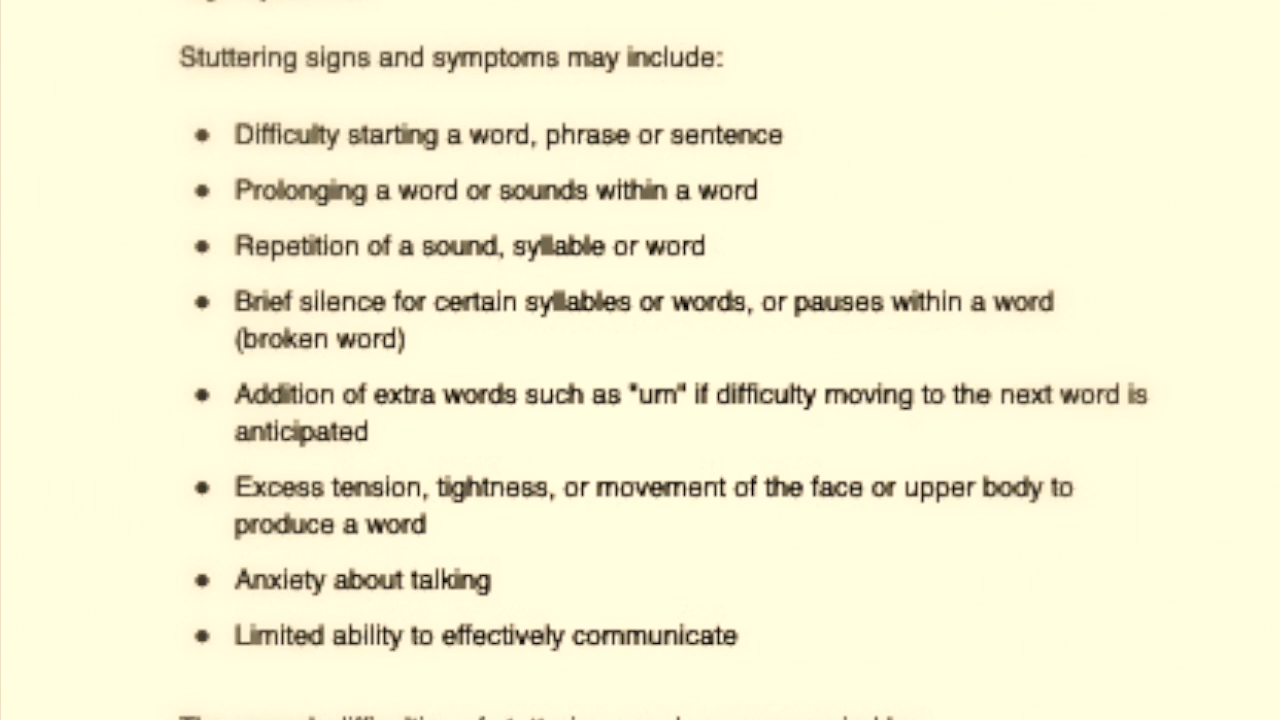 Stuttering signs and symptoms may include:
● Difficulty starting a word, phrase or sentence
● Prolonging a word or sounds within a word
● Repetition of a sound, syllable or word
● Brief silence for certain syllables or words, or pauses within a word
(broken word)
● Addition of extra words such as "um" if difficulty moving to the next word is
anticipated
● Excess tension, tightness, or movement of the face or upper body to
produce a word
● Anxiety about talking
● Limited ability to effectively communicate